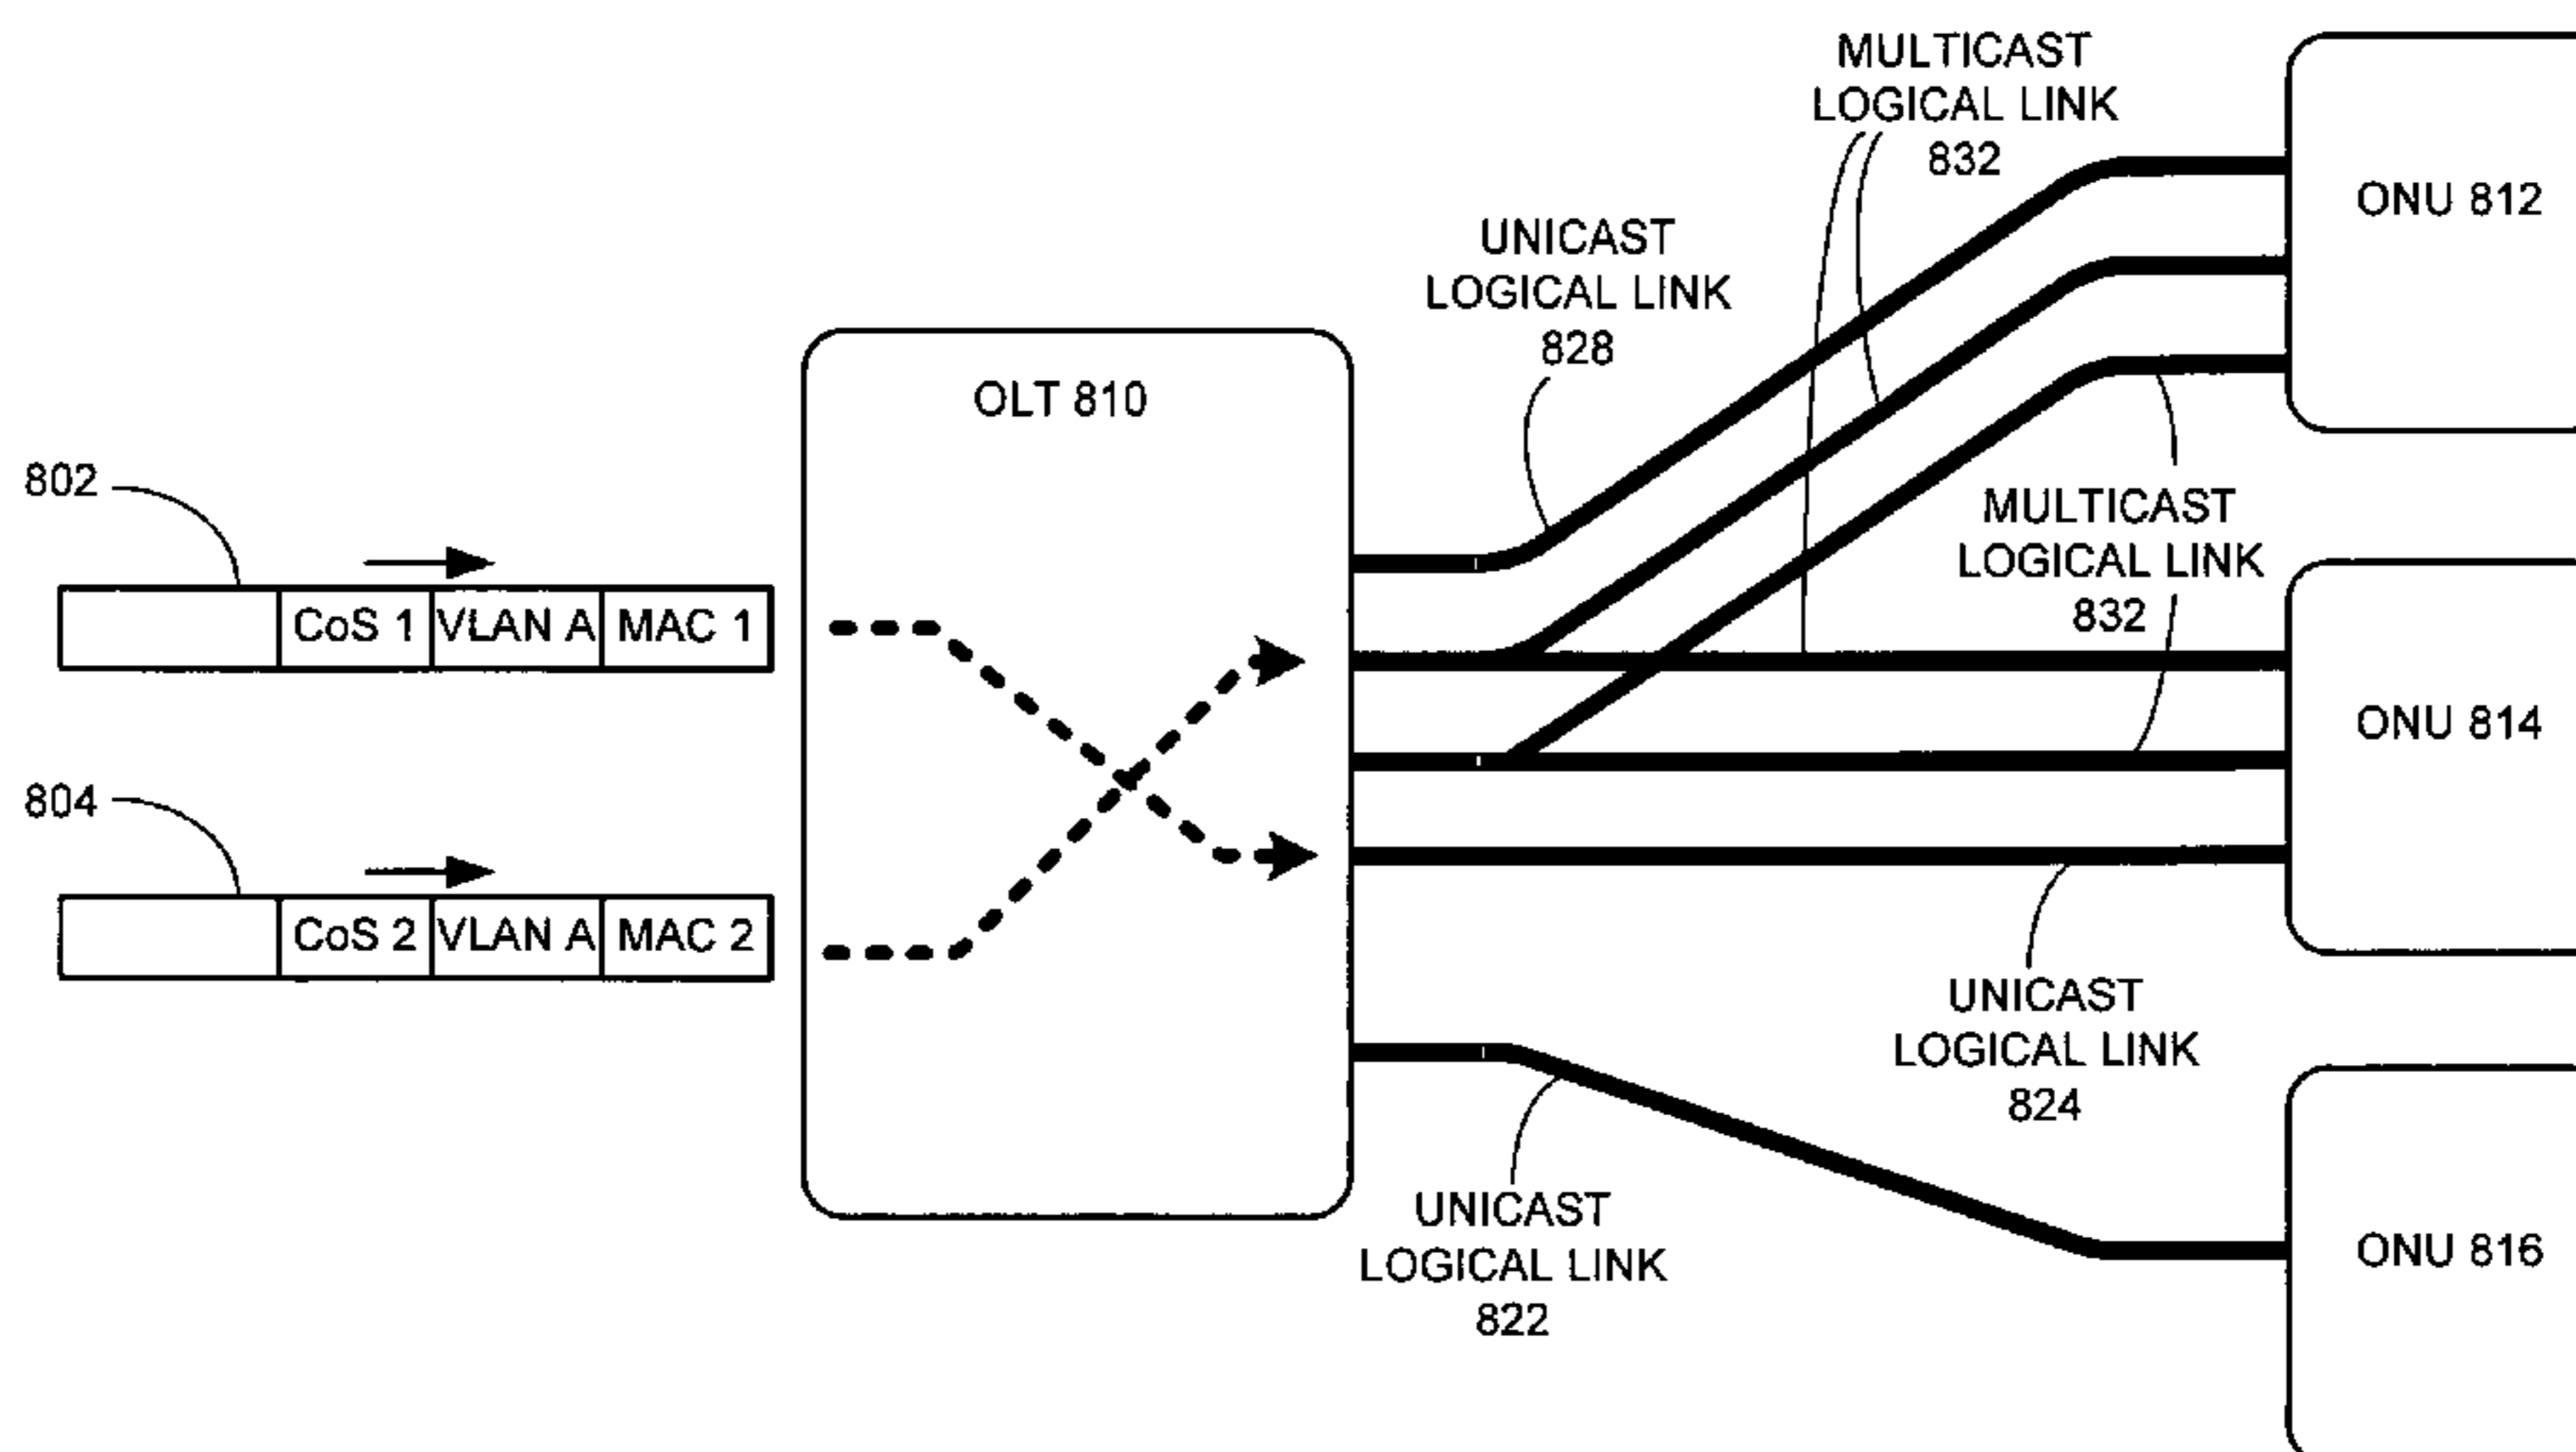 MULTICAST
LOGICAL LINK
832
ONU 812
UNICAST
LOGICAL LINK
828
OLT 810
802
CoS 1 VLAN A MAC 1
MULTICAST
LOGICAL LINK
832
ONU 814
804
CoS 2 VLAN A MAC 2
UNICAST
LOGICAL LINK
824
UNICAST
LOGICAL LINK
822
ONU 816